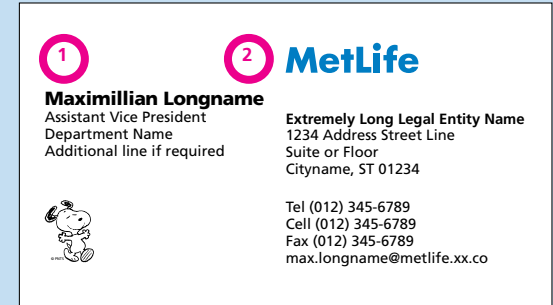 1
2
MetLife
Maximillian Longname
Assistant Vice President
Department Name
Additional line if required
Extremely Long Legal Entity Name
1234 Address Street Line
Suite or Floor
Cityname, ST 01234
Tel (012) 345-6789
Cell (012) 345-6789
Fax (012) 345-6789
max.longname@metlife.xx.co